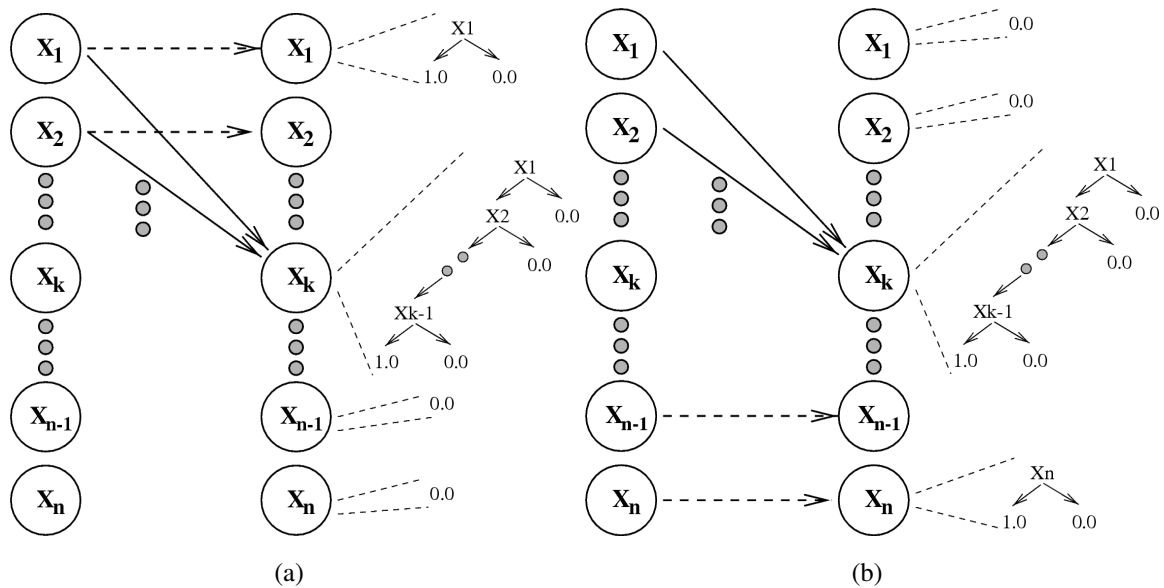 X1 X1 X1
1.0 0.0
X2 X2
X1
X2 0.0
0.0
Xk Xk
Xk-1
1.0 0.0
Xn-1 Xn-1 0.0
Xn Xn 0.0
(a)
X1 X1 0.0
X2 X2 0.0
X1
X2 0.0
0.0
Xk Xk
Xk-1
1.0 0.0
Xn-1 Xn-1
Xn Xn Xn
1.0 0.0
(b)